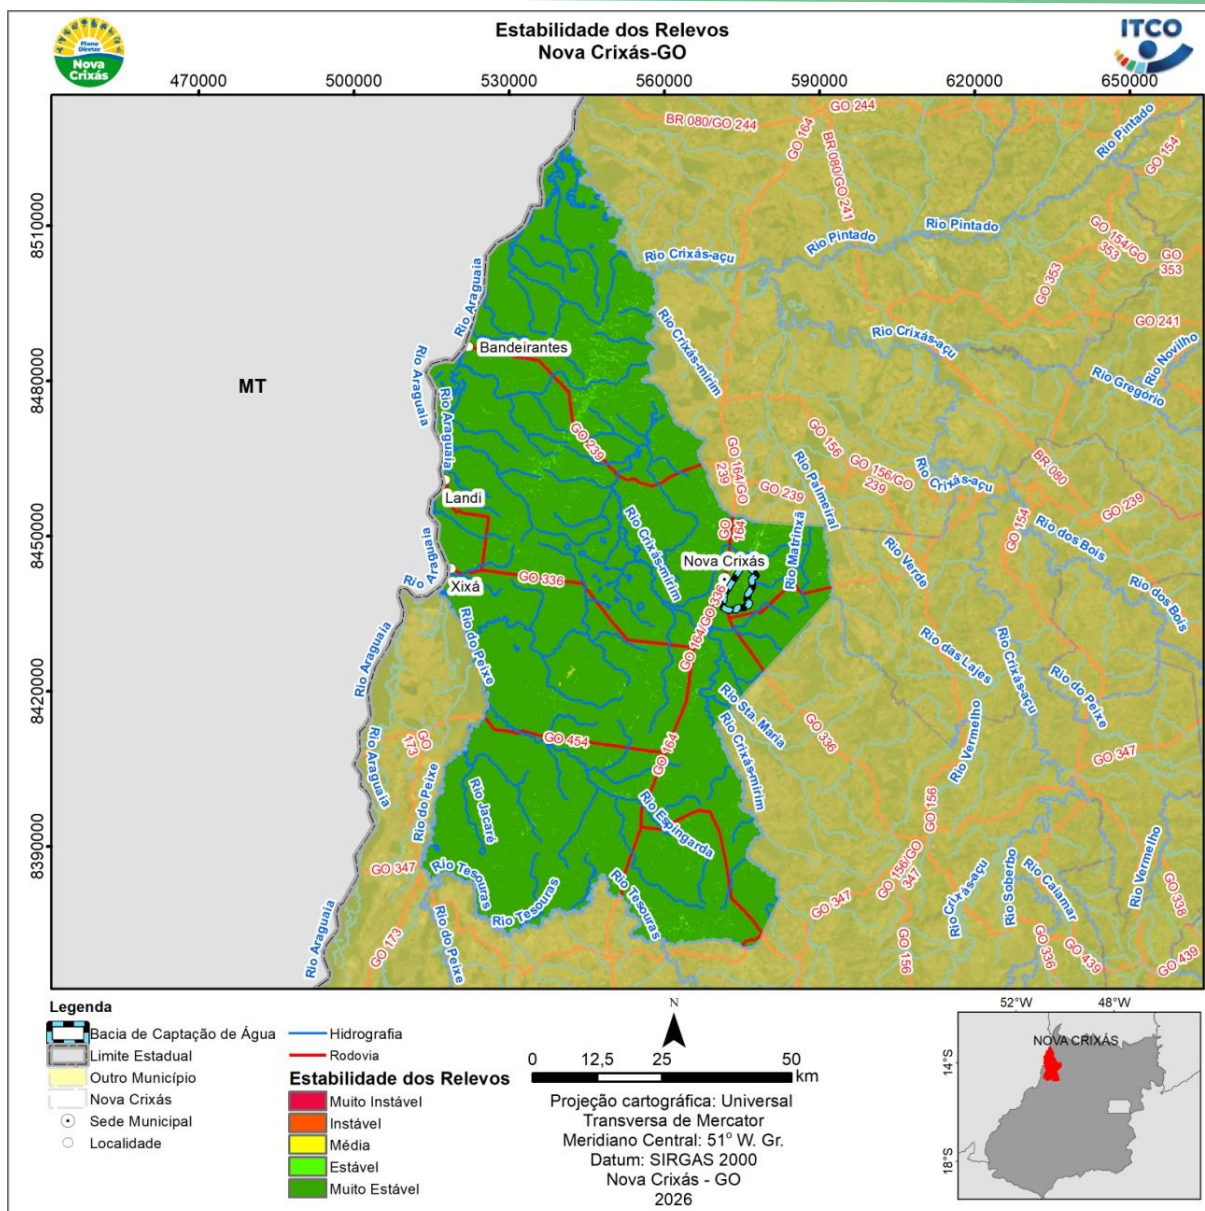 Estabilidade dos Relevos
Nova Crixás-GO
Plano
Diretor
Nova
Crixás
ITCO
470000
500000
530000
560000
590000
620000
650000
8510000
8480000
8450000
8420000
8390000
MT
BR 080/GO 244
GO 244
GO 164
BR 080/GO 241
Rio Pintado
GO 154
Rio Pintado
Rio Pintado
GO 154/GO
353
GO
353
Rio Crixás-açu
GO 353
Rio Araguaia
Rio Crixás-mirim
Rio Crixás-açu
GO 241
Rio Novilho
Rio Gregório
Bandeirantes
Rio Araguaia
Rio Araguaia
GO 239
GO 164/GO
239
GO 156
GO 156/GO
239
GO 239
Rio Palmeiral
Rio Crixás-açu
BR 080
GO 239
Landi
GO
164
GO 154
Rio dos Bois
Rio Crixás-mirim
Nova Crixás
Rio Matrinxã
Rio Verde
Rio Araguaia
Xixá
GO 336
GO 164/GO 336
Rio dos Bois
Rio do Peixe
Rio Araguaia
Rio das Lajes
Rio Crixás-açu
Rio do Peixe
Rio Sta. Maria
Rio Crixás-mirim
GO 336
Rio Vermelho
GO 347
GO 454
GO 164
GO
173
Rio Araguaia
Rio do Peixe
Rio Jacaré
Rio Espingarda
GO 156
GO 156/GO
347
Rio Vermelho
GO 347
Rio Tesouras
Rio Tesouras
Rio Tesouras
GO 347
Rio Crixás-açu
Rio Soberbo
Rio Caiamar
GO 338
Rio Araguaia
GO 173
Rio do Peixe
GO 156
GO 336
GO 439
GO 439
Legenda
Bacia de Captação de Água
Limite Estadual
Outro Município
Nova Crixás
Sede Municipal
Localidade
Hidrografia
Rodovia
Estabilidade dos Relevos
Muito Instável
Instável
Média
Estável
Muito Estável
N
0 12,5 25 50
km
Projeção cartográfica: Universal
Transversa de Mercator
Meridiano Central: 51° W. Gr.
Datum: SIRGAS 2000
Nova Crixás - GO
2026
52°W 48°W
NOVA CRIXÁS
14°S
18°S